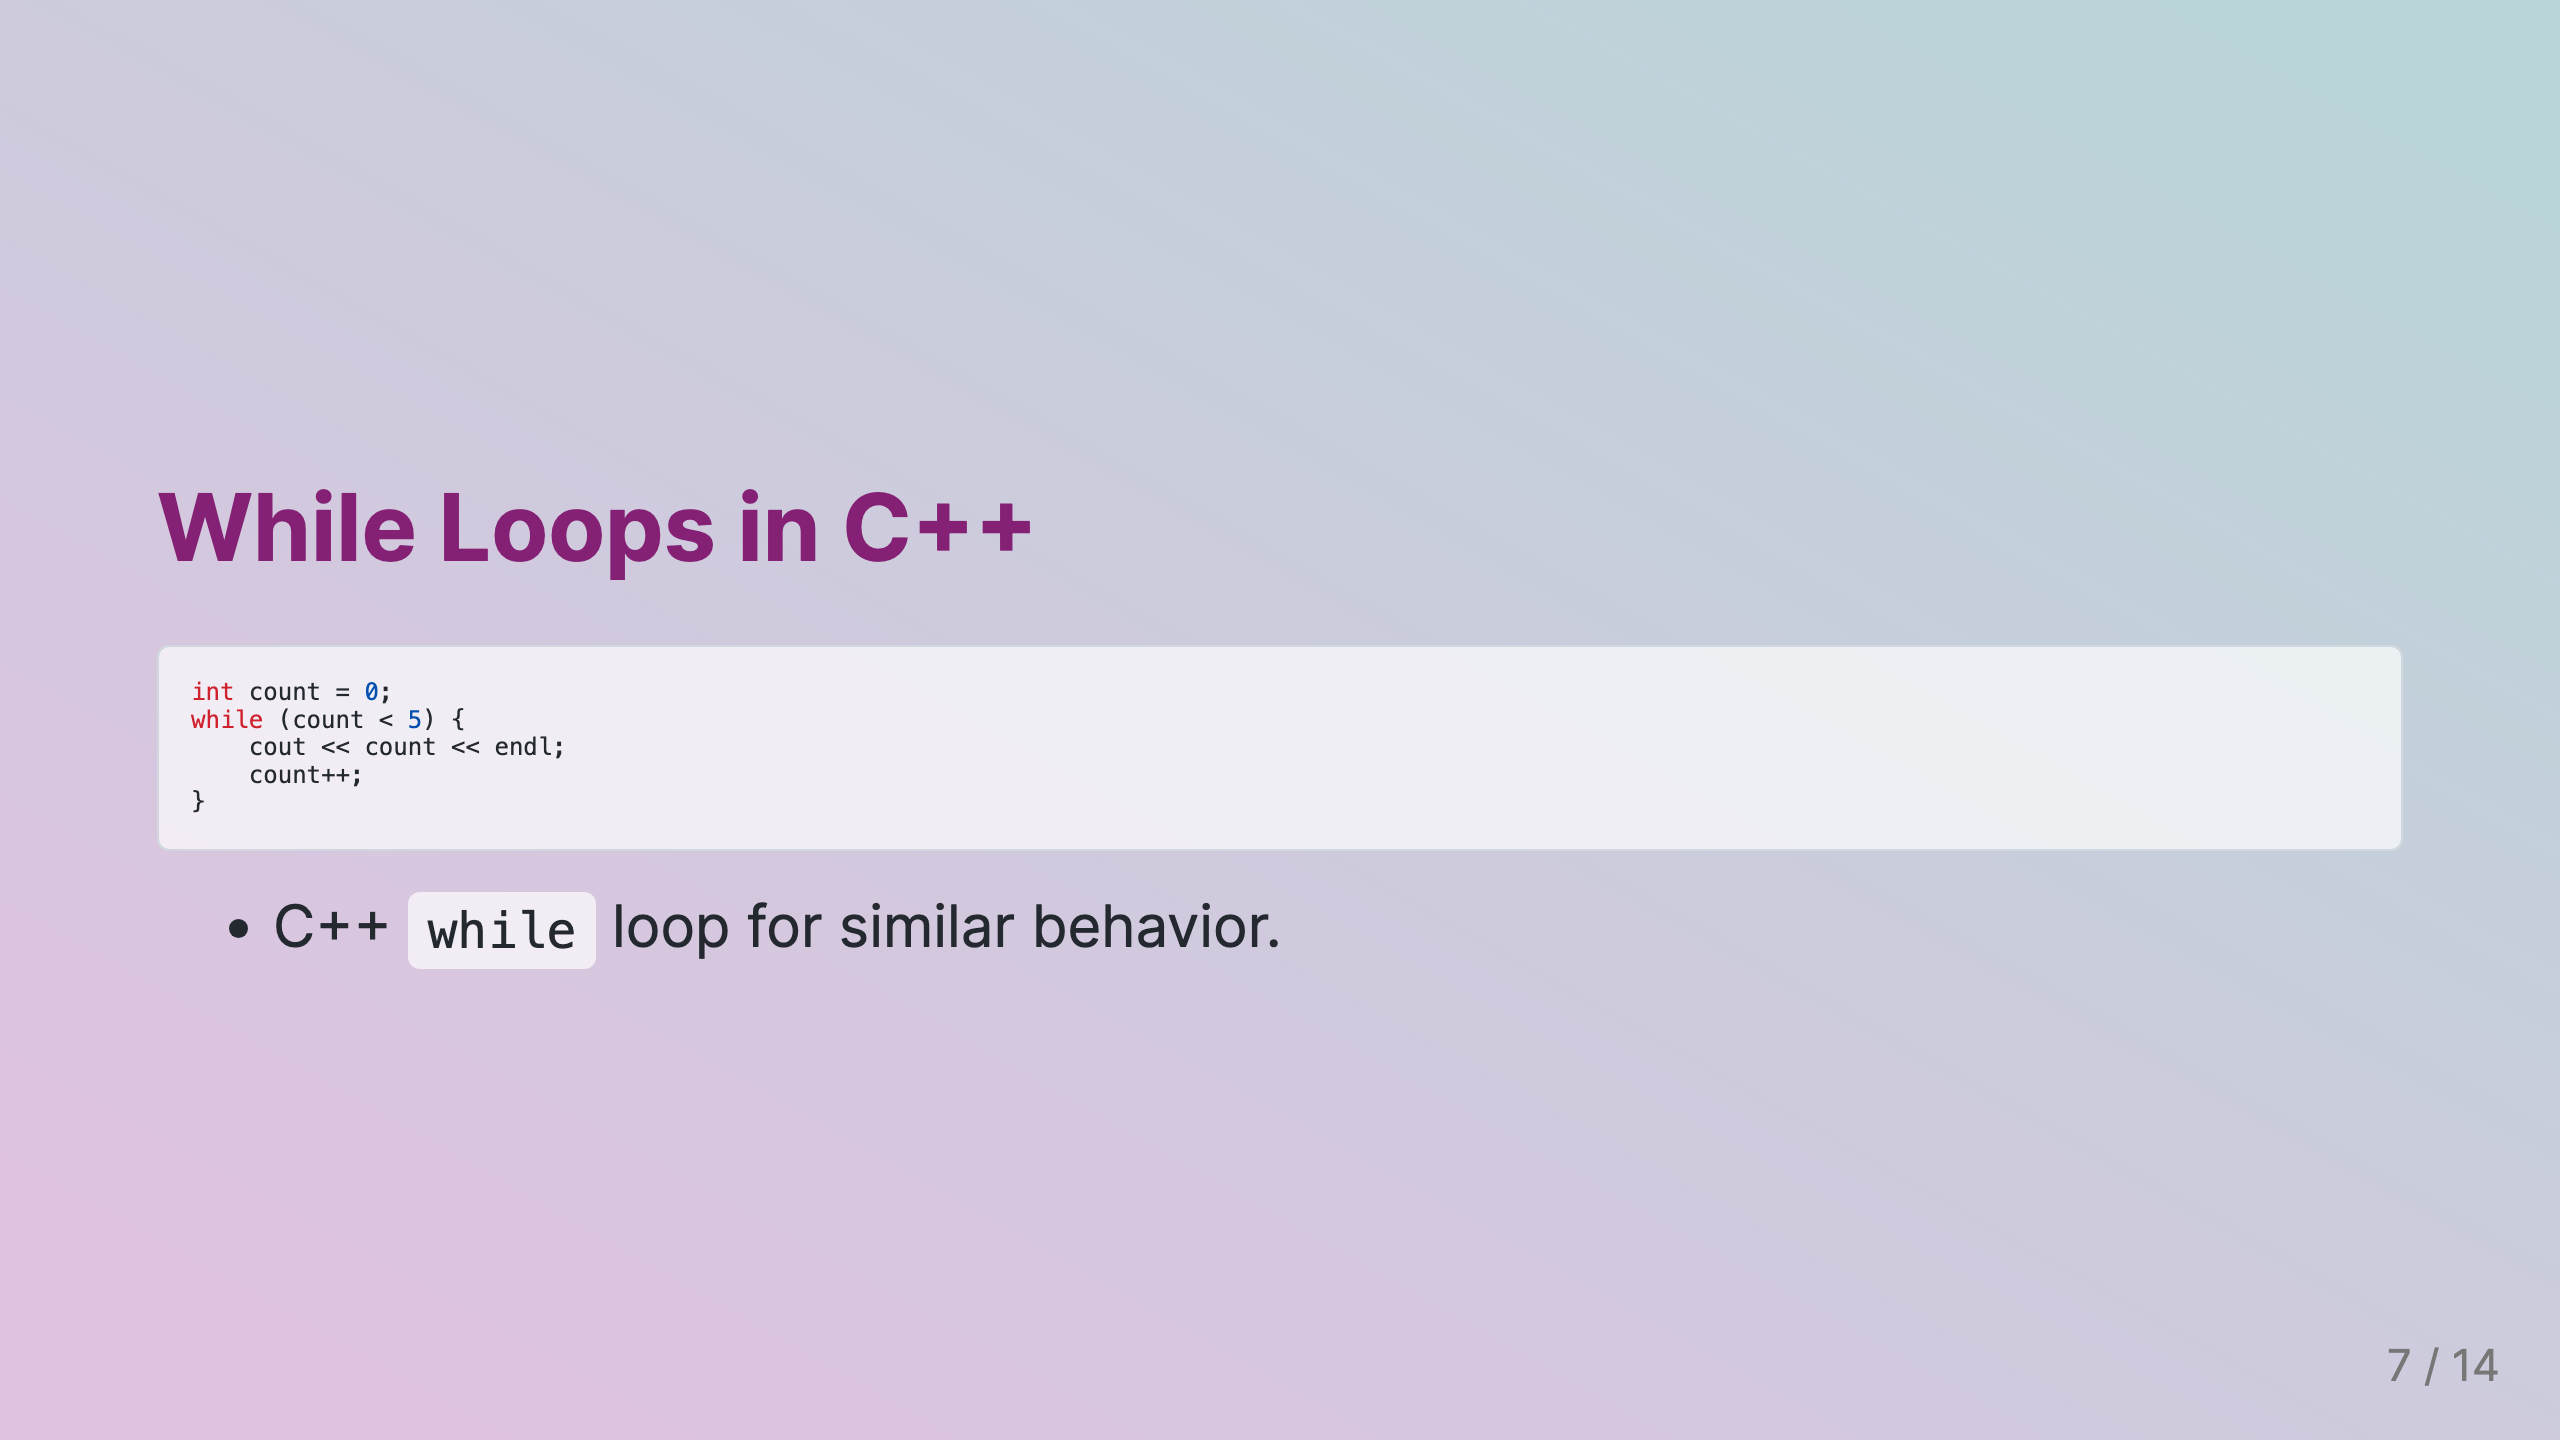 While Loops in C++
int count = 0;
while (count < 5) {
    cout << count << endl;
    count++;
}
• C++ while loop for similar behavior.
7 / 14